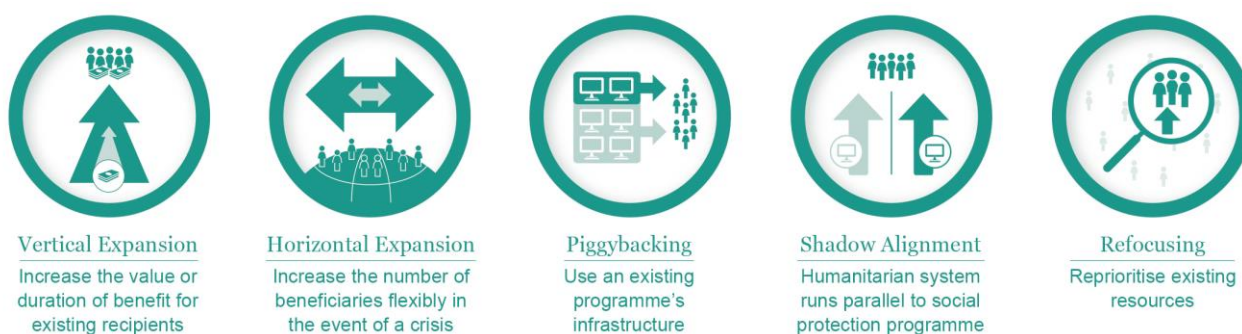 Vertical Expansion
Increase the value or
duration of benefit for
existing recipients
Horizontal Expansion
Increase the number of
beneficiaries flexibly in
the event of a crisis
Piggybacking
Use an existing
programme's
infrastructure
Shadow Alignment
Humanitarian system
runs parallel to social
protection programme
Refocusing
Reprioritise existing
resources